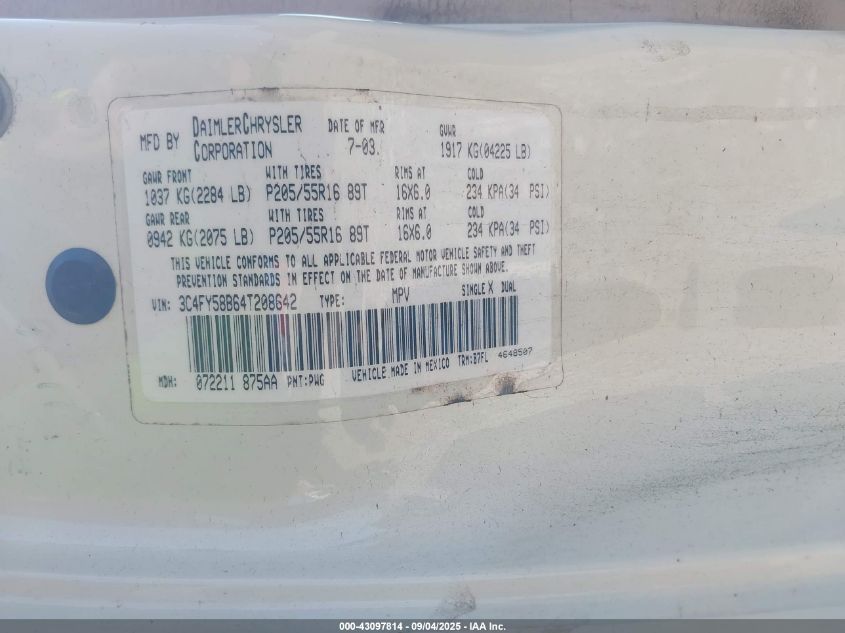 MFD BY DAIMLERCHRYSLER CORPORATION DATE OF MFR 7-03 GVWR 1917 KG(04225 LB)
GAWR FRONT WITH TIRES RIMS AT COLD
1037 KG(2284 LB) P205/55R16 89T 16X6.0 234 KPA(34 PSI)
GAWR REAR WITH TIRES RIMS AT COLD
0942 KG(2075 LB) P205/55R16 89T 16X6.0 234 KPA(34 PSI)
THIS VEHICLE CONFORMS TO ALL APPLICABLE FEDERAL MOTOR VEHICLE SAFETY AND THEFT
PREVENTION STANDARDS IN EFFECT ON THE DATE OF MANUFACTURE SHOWN ABOVE.
VIN: 3C4FY58B64T208642 TYPE: MPV SINGLE X DUAL
VEHICLE MADE IN MEXICO TRM:B7FL 4648507
MDH: 072211 875AA PNT:PWG
000-43097814 - 09/04/2025 - IAA Inc.